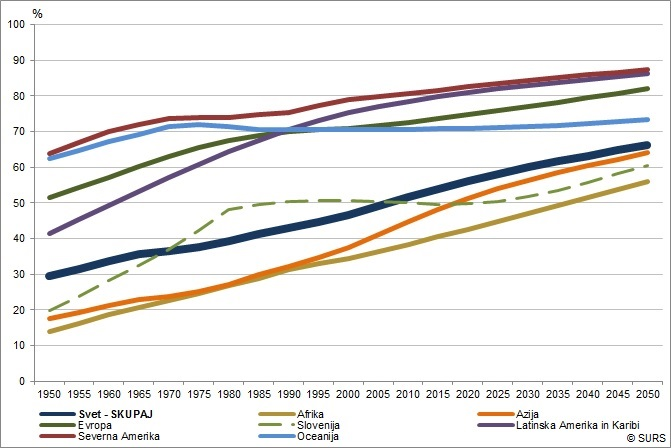 %
100
90
80
70
60
50
40
30
20
10
0
1950 1955 1960 1965 1970 1975 1980 1985 1990 1995 2000 2005 2010 2015 2020 2025 2030 2035 2040 2045 2050
Svet - SKUPAJ Afrika Azija
Evropa Slovenija Latinska Amerika in Karibi
Severna Amerika Oceanija
© SURS